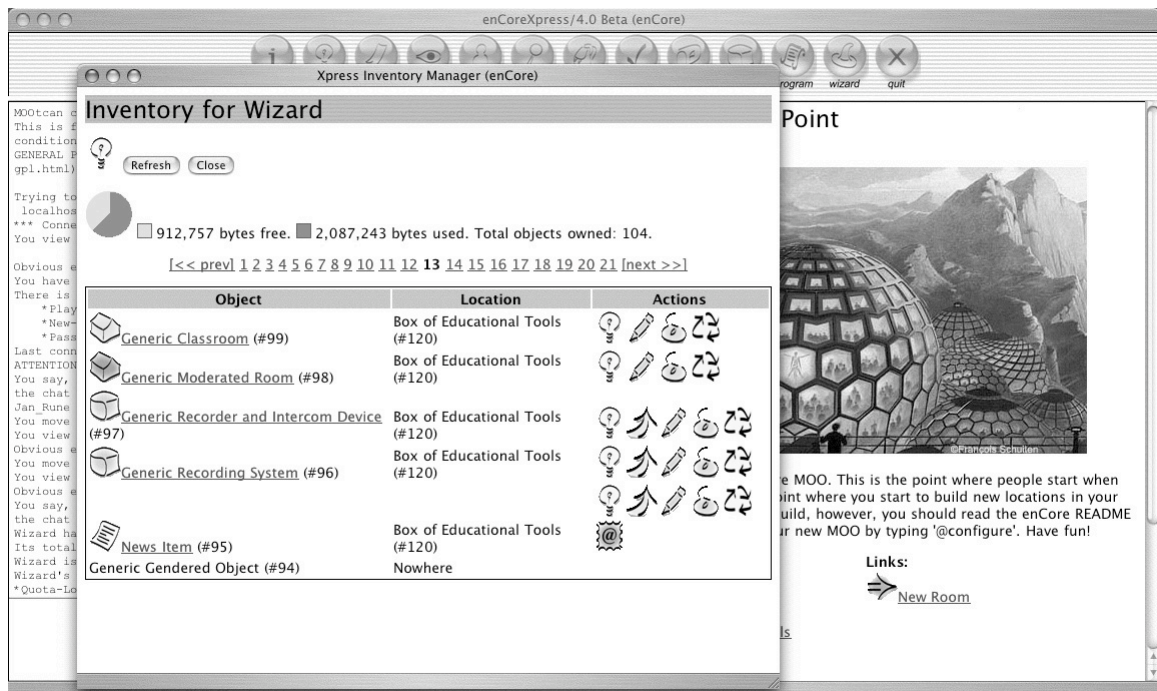 enCoreXpress/4.0 Beta (enCore)
rogram wizard quit
Xpress Inventory Manager (enCore)
Inventory for Wizard
Refresh Close
912,757 bytes free. 2,087,243 bytes used. Total objects owned: 104.
[<< prev] 1 2 3 4 5 6 7 8 9 10 11 12 13 14 15 16 17 18 19 20 21 [next >>]
Object Location Actions
Generic Classroom (#99) Box of Educational Tools
(#120)
Generic Moderated Room (#98) Box of Educational Tools
(#120)
Generic Recorder and Intercom Device Box of Educational Tools
(#97) (#120)
Generic Recording System (#96) Box of Educational Tools
(#120)
News Item (#95) Box of Educational Tools
(#120)
@
Generic Gendered Object (#94) Nowhere
MOOtcan c
This is f
condition
GENERAL P
gpl.html)
Trying to
localhos
*** Conne
You view
Obvious e
You have
There is
*Play
*New-
*Pass
Last conn
ATTENTION
You say,
the chat
Jan_Rune
You move
You view
Obvious e
You move
You view
Obvious e
You say,
the chat
Wizard ha
Its total
Wizard is
Wizard's
*Quota-Lo
Point
©François Schuiten
e MOO. This is the point where people start when
oint where you start to build new locations in your
uild, however, you should read the enCore README
ur new MOO by typing '@configure'. Have fun!
Links:
New Room
ls